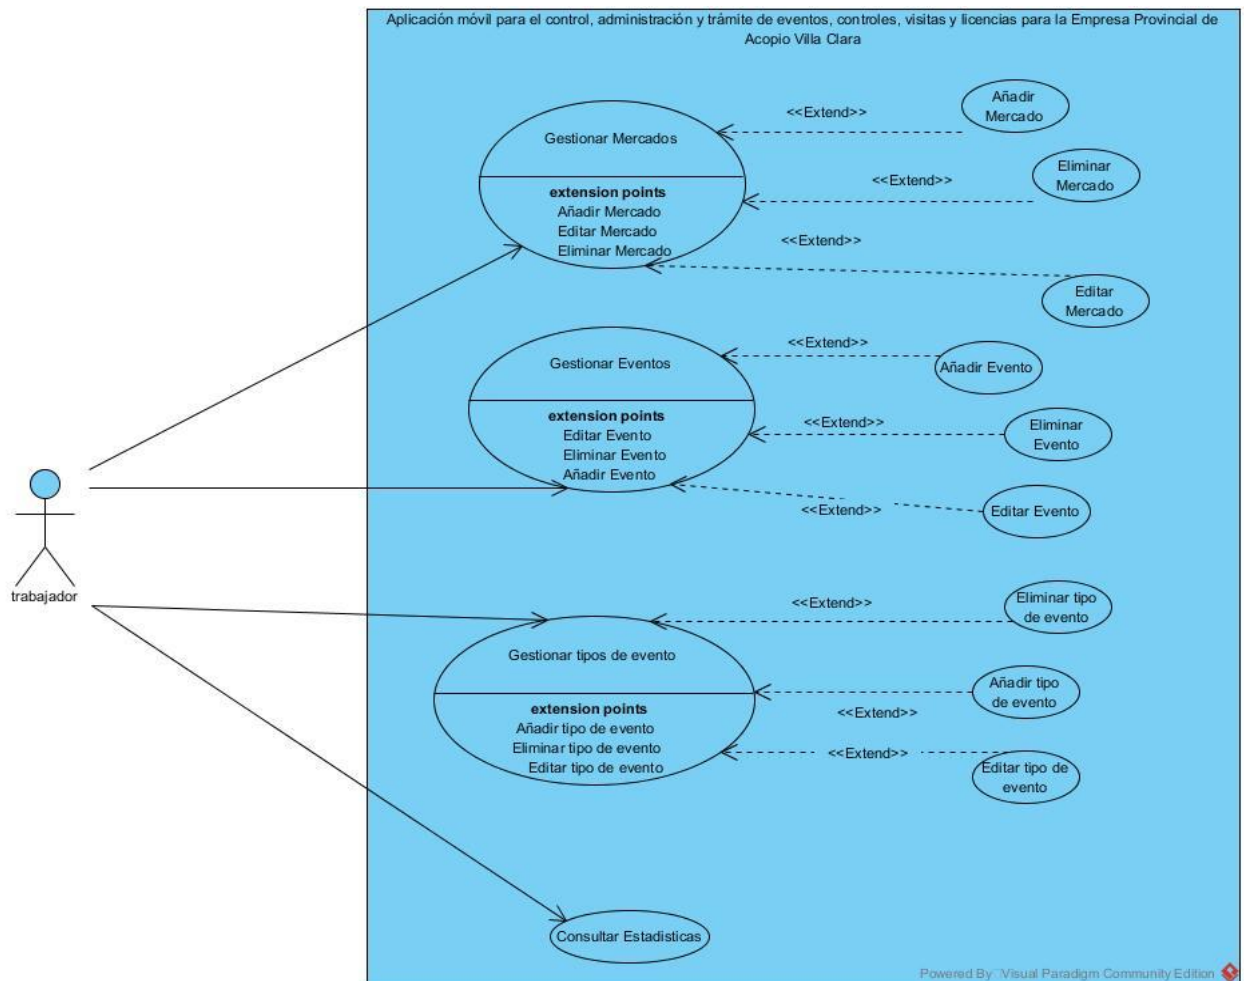 Aplicación móvil para el control, administración y trámite de eventos, controles, visitas y licencias para la Empresa Provincial de
Acopio Villa Clara
Gestionar Mercados
extension points
Añadir Mercado
Editar Mercado
Eliminar Mercado
<<Extend>>
Añadir
Mercado
<<Extend>>
Eliminar
Mercado
<<Extend>>
Editar
Mercado
Gestionar Eventos
extension points
Editar Evento
Eliminar Evento
Añadir Evento
<<Extend>>
Añadir Evento
<<Extend>>
Eliminar
Evento
<<Extend>>
Editar Evento
trabajador
Gestionar tipos de evento
extension points
Añadir tipo de evento
Eliminar tipo de evento
Editar tipo de evento
<<Extend>>
Eliminar tipo
de evento
<<Extend>>
Añadir tipo
de evento
<<Extend>>
Editar tipo de
evento
Consultar Estadisticas
Powered By Visual Paradigm Community Edition